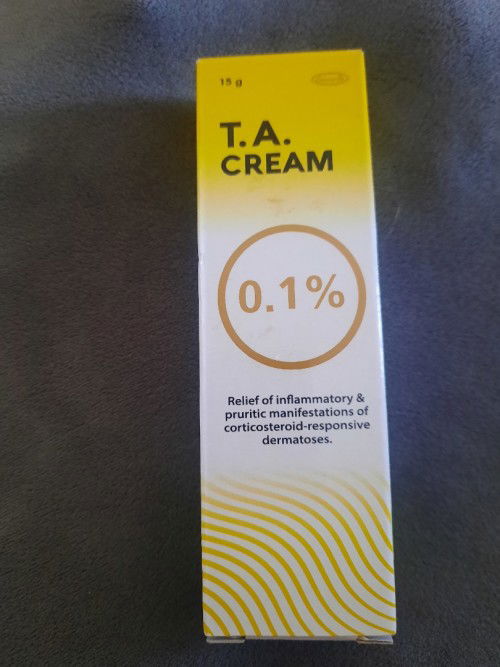 15 g
T. A.
CREAM
0.1%
Relief of inflammatory &
pruritic manifestations of
corticosteroid-responsive
dermatoses.